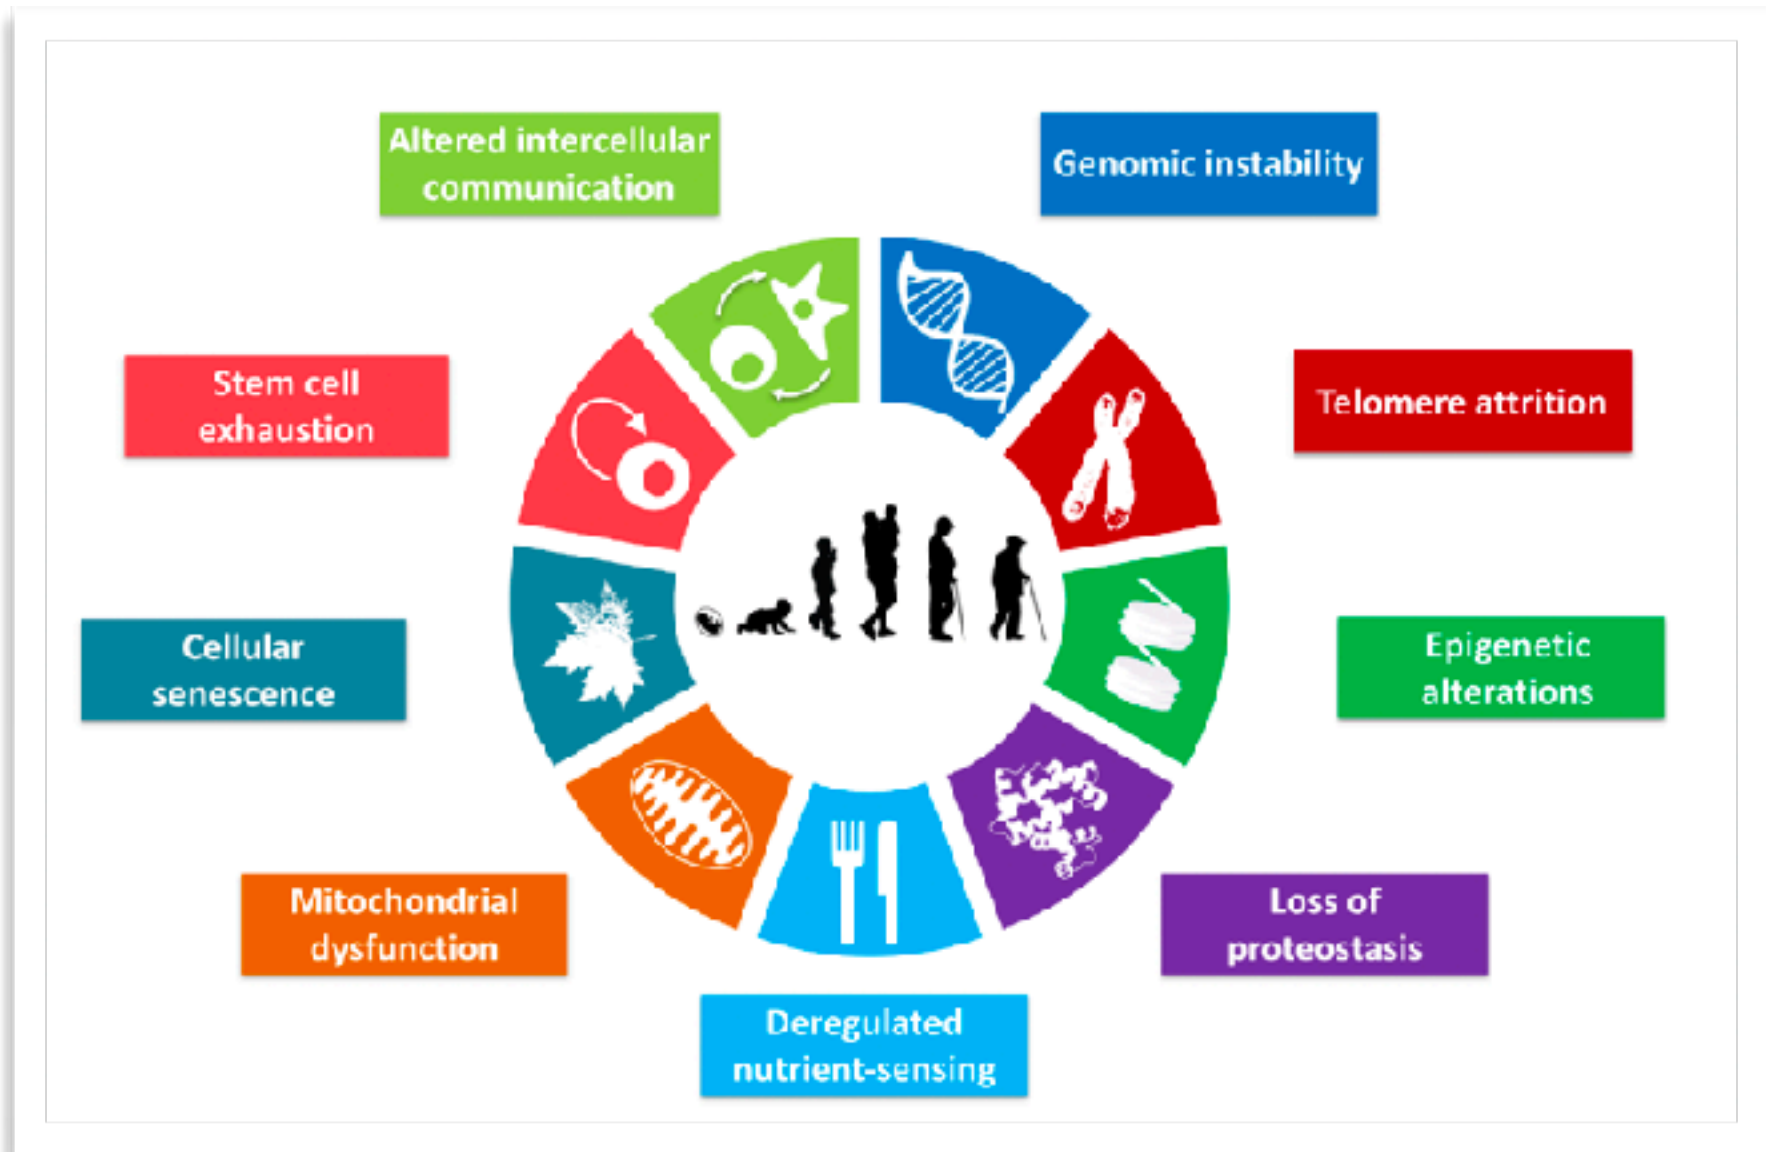 Altered intercellular
communication
Genomic instability
Stem cell
exhaustion
Telomere attrition
Cellular
senescence
Epigenetic
alterations
Mitochondrial
dysfunction
Loss of
proteostasis
Deregulated
nutrient-sensing